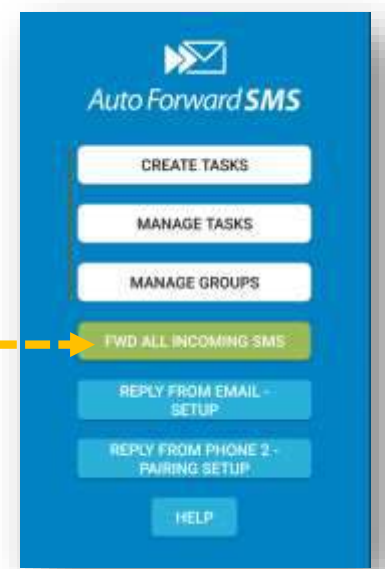 Auto Forward SMS
CREATE TASKS
MANAGE TASKS
MANAGE GROUPS
FWD ALL INCOMING SMS
REPLY FROM EMAIL -
SETUP
REPLY FROM PHONE 2 -
PAIRING SETUP
HELP